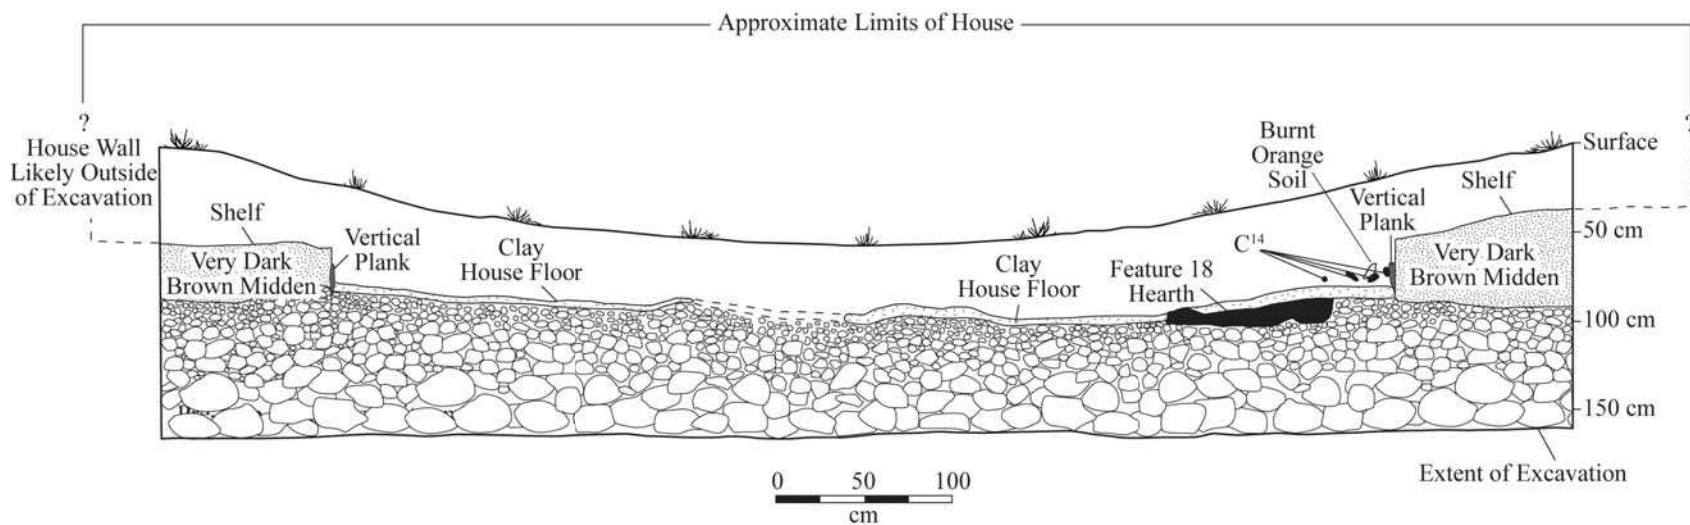 Approximate Limits of House
?
House Wall
Likely Outside
of Excavation
?
Burnt
Orange
Soil
Surface
Shelf
Vertical
Plank
Shelf
Vertical
Plank
Clay
House Floor
C14
50 cm
Very Dark
Brown Midden
Clay
House Floor
Feature 18
Hearth
Very Dark
Brown Midden
100 cm
150 cm
Extent of Excavation
0 50 100
cm